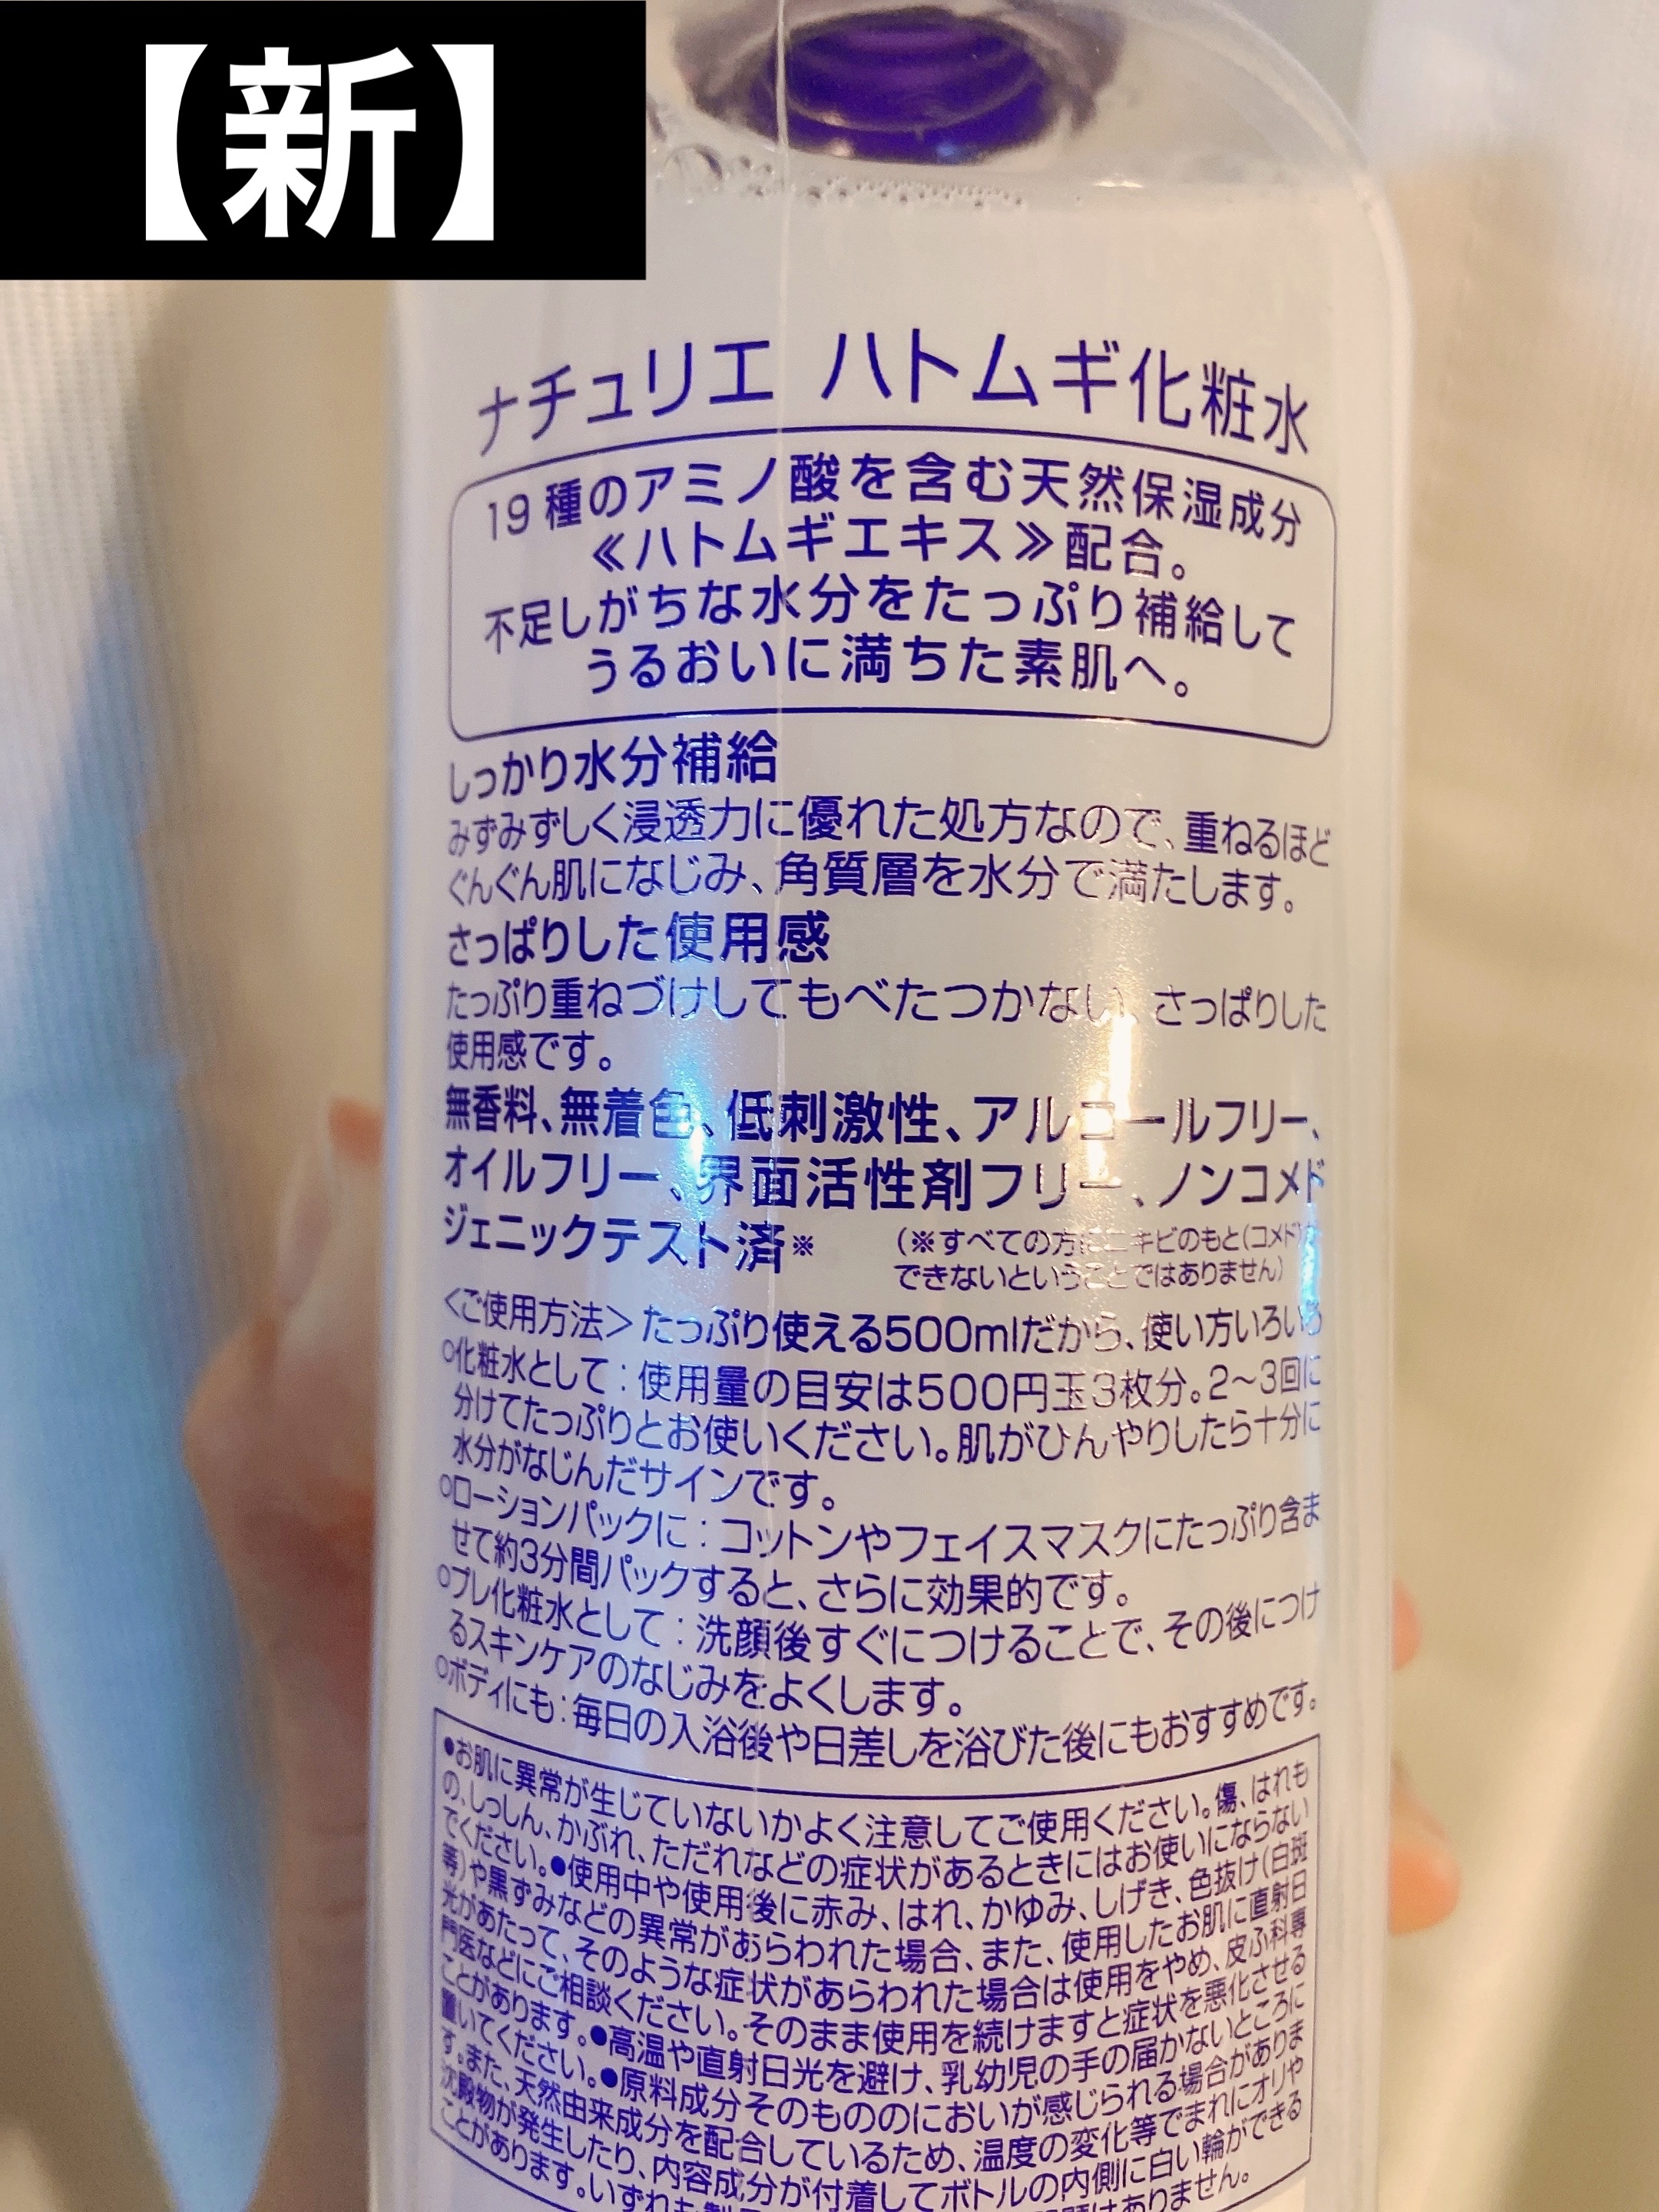 【新】
ナチュリエ ハトムギ化粧水
19種のアミノ酸を含む天然保湿成分
≪ハトムギエキス≫配合。
不足しがちな水分をたっぷり補給して
うるおいに満ちた素肌へ。
しっかり水分補給
みずみずしく浸透力に優れた処方なので、重ねるほど
ぐんぐん肌になじみ、角質層を水分で満たします。
さっぱりした使用感
たっぷり重ねづけしてもべたつかない、さっぱりした
使用感です。
無香料、無着色、低刺激性、アルコールフリー、
オイルフリー、界面活性剤フリー、ノンコメド
ジェニックテスト済※
（※すべての方にニキビのもと（コメド）が
できないということではありません）
＜ご使用方法＞たっぷり使える500mlだから、使い方いろいろ
○化粧水として：使用量の目安は500円玉3枚分。2～3回に
分けてたっぷりとお使いください。肌がひんやりしたら十分に
水分がなじんだサインです。
○ローションパックに：コットンやフェイスマスクにたっぷり含ま
せて約3分間パックすると、さらに効果的です。
○プレ化粧水として：洗顔後すぐにつけることで、その後につけ
るスキンケアのなじみをよくします。
○ボディにも：毎日の入浴後や日差しを浴びた後にもおすすめです。
●お肌に異常が生じていないかよく注意してご使用ください。傷、はれも
の、しっしん、かぶれ、ただれなどの症状があるときにはお使いにならない
でください。●使用中や使用後に赤み、はれ、かゆみ、しげき、色抜け（白斑
等）や黒ずみなどの異常があらわれた場合、また、使用したお肌に直射日
光があたって、そのような症状があらわれた場合は使用をやめ、皮ふ科専
門医などにご相談ください。そのまま使用を続けますと症状を悪化させる
ことがあります。●高温や直射日光を避け、乳幼児の手の届かないところに
置いてください。●原料成分そのもののにおいが感じられる場合がありま
す。また、天然由来成分を配合しているため、温度の変化等でまれにオリや
沈殿物が発生したり、内容成分が付着してボトルの内側に白い輪ができる
ことがあります。いずれも はありません。